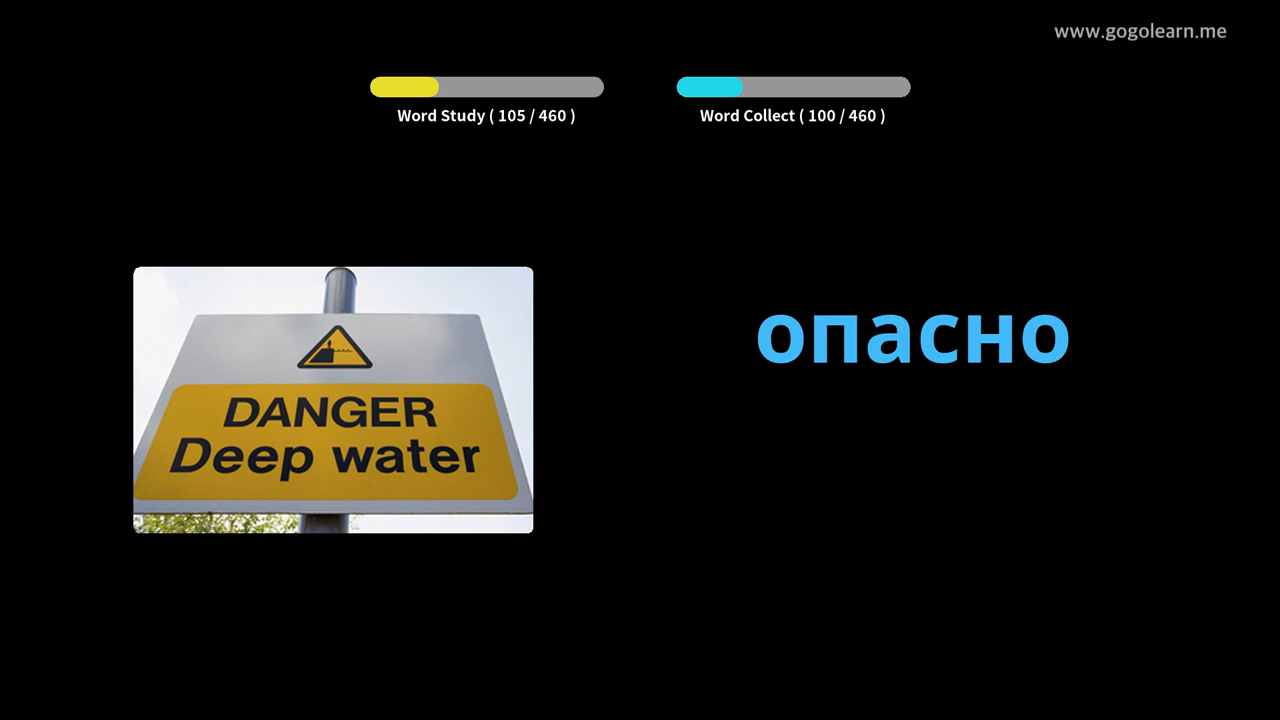 www.gogolearn.me
Word Study ( 105 / 460 )
Word Collect ( 100 / 460 )
DANGER
Deep water
опасно